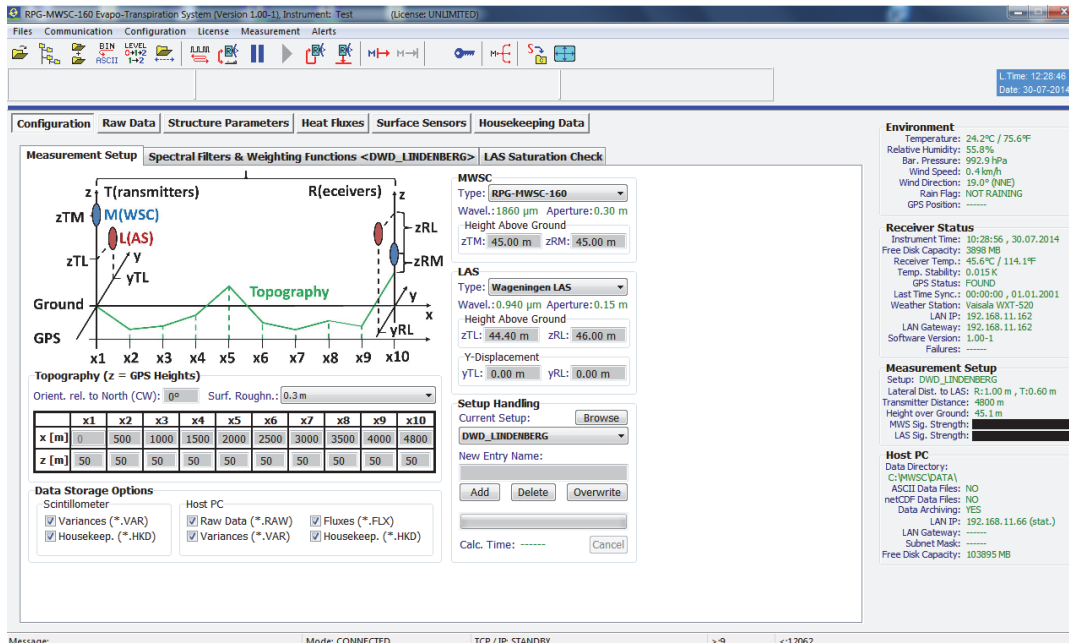 RPG-MWSC-160 Evapo-Transpiration System (Version 1.00-1), Instrument: Test (License: UNLIMITED)
Files Communication Configuration License Measurement Alerts
BIN ASCII
LEVEL 0+1+2 1→2
L.Time: 12:28:46
Date: 30-07-2014
Configuration Raw Data Structure Parameters Heat Fluxes Surface Sensors Housekeeping Data
Measurement Setup Spectral Filters & Weighting Functions <DWD_LINDENBERG> LAS Saturation Check
z T(ransmitters) R(eceivers) z
zTM M(WSC)
L(AS)
zRL
zTL y
zRM
yTL
Topography
Ground y
x
GPS yRL
x1 x2 x3 x4 x5 x6 x7 x8 x9 x10
Topography (z = GPS Heights)
Orient. rel. to North (CW): 0° Surf. Roughn.: 0.3 m
x1 x2 x3 x4 x5 x6 x7 x8 x9 x10
x [m] 0 500 1000 1500 2000 2500 3000 3500 4000 4800
z [m] 50 50 50 50 50 50 50 50 50 50
Data Storage Options
Scintillometer Host PC
Variances (*.VAR) Raw Data (*.RAW) Fluxes (*.FLX)
Housekeep. (*.HKD) Variances (*.VAR) Housekeep. (*.HKD)
MWSC
Type: RPG-MWSC-160
Wavel.:1860 µm Aperture:0.30 m
Height Above Ground
zTM: 45.00 m zRM: 45.00 m
LAS
Type: Wageningen LAS
Wavel.:0.940 µm Aperture:0.15 m
Height Above Ground
zTL: 44.40 m zRL: 46.00 m
Y-Displacement
yTL: 0.00 m yRL: 0.00 m
Setup Handling
Current Setup: Browse
DWD_LINDENBERG
New Entry Name:
Add Delete Overwrite
Calc. Time: ------ Cancel
Environment
Temperature: 24.2°C / 75.6°F
Relative Humidity: 55.8%
Bar. Pressure: 992.9 hPa
Wind Speed: 0.4 km/h
Wind Direction: 19.0° (NNE)
Rain Flag: NOT RAINING
GPS Position: ------
Receiver Status
Instrument Time: 10:28:56 , 30.07.2014
Free Disk Capacity: 3898 MB
Receiver Temp.: 45.6°C / 114.1°F
Temp. Stability: 0.015 K
GPS Status: FOUND
Last Time Sync.: 00:00:00 , 01.01.2001
Weather Station: Vaisala WXT-520
LAN IP: 192.168.11.162
LAN Gateway: 192.168.11.162
Software Version: 1.00-1
Failures: ------
Measurement Setup
Setup: DWD_LINDENBERG
Lateral Dist. to LAS: R:1.00 m , T:0.60 m
Transmitter Distance: 4800 m
Height over Ground: 45.1 m
MWS Sig. Strength:
LAS Sig. Strength:
Host PC
Data Directory:
C:\MWSC\DATA\
ASCII Data Files: NO
netCDF Data Files: NO
Data Archiving: YES
LAN IP: 192.168.11.66 (stat.)
LAN Gateway: ------
Subnet Mask: ------
Free Disk Capacity: 103895 MB
Message: Mode: CONNECTED TCP / IP: STANDBY >:9 <:12062